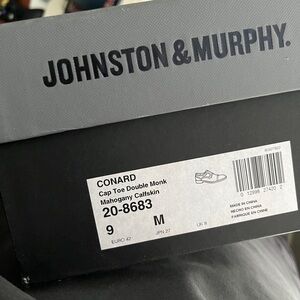 JOHNSTON & MURPHY.
CONARD
Cap Toe Double Monk
Mahogany Calfskin
20-8683
9 M
EURO 42 JPN 27 UK 8
MADE IN CHINA
HECHO EN CHINA
FABRIQUE EN CHINE